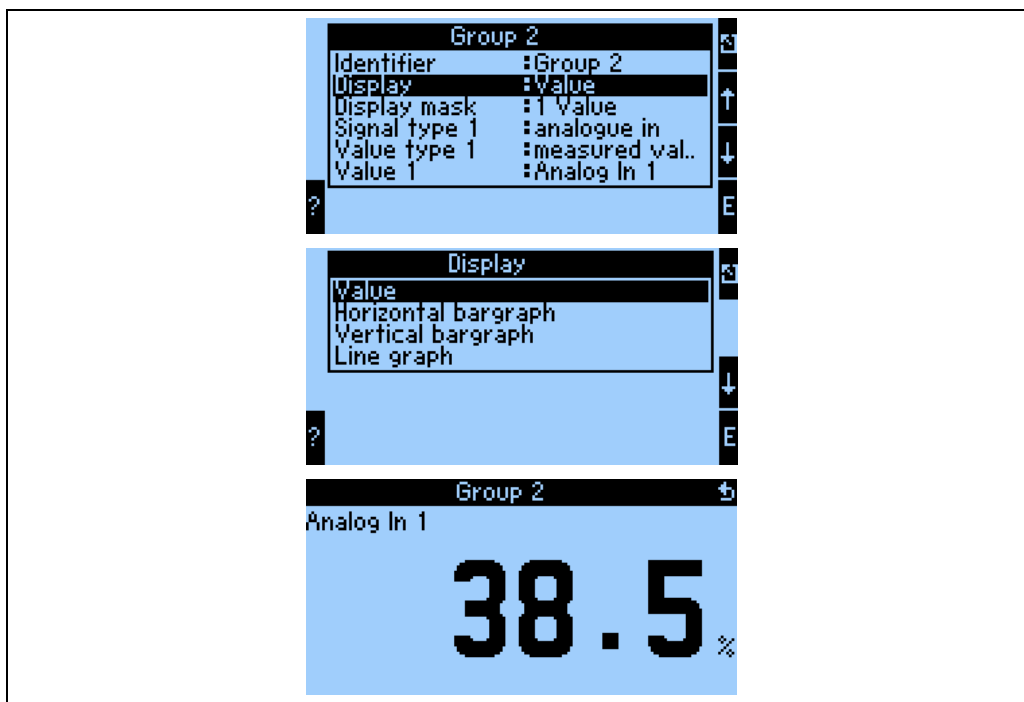 Group 2
Identifier :Group 2
Display :Value
Display mask :1 Value
Signal type 1 :analogue in
Value type 1 :measured val..
Value 1 :Analog In 1
? E
Display
Value
Horizontal bargraph
Vertical bargraph
Line graph
? E
Group 2
Analog In 1
38.5 %